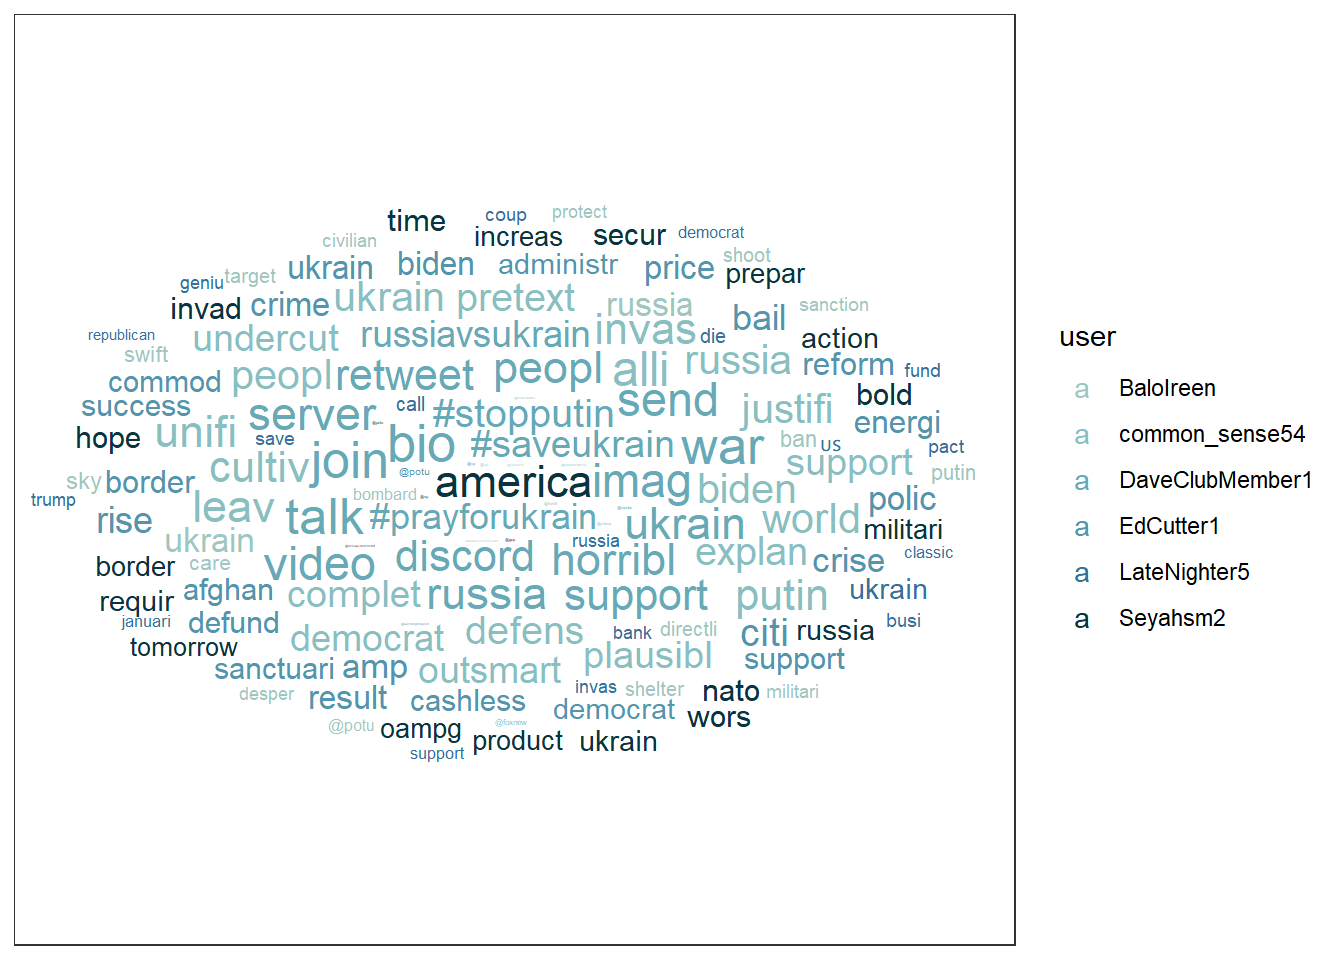 time coup protect
civilian increas secur democrat
ukrain biden administr price shoot
geniu target prepar
invad crime ukrain pretext russia sanction
republican undercut russiavsukrain invas die bail action
swift peopl retweet peopl alli russia reform fund
commod send bold
success server call #stopputin justifi energi
hope unifi save bio #saveukrain war ban us pact
sky border cultiv join @potu america imag biden support putin
trump leav bombard world polic
rise talk #prayforukrain ukrain militari
ukrain russia
border care video discord horribl explan crise classic
requir afghan complet russia support putin ukrain
januari defund busi
tomorrow democrat defens bank directli citi russia
sanctuari amp outsmart plausibl support
desper result cashless invas shelter nato militari
@potu oampg @foxnew democrat wors
support product ukrain
user
a BaloIreen
a common_sense54
a DaveClubMember1
a EdCutter1
a LateNighter5
a Seyahsm2